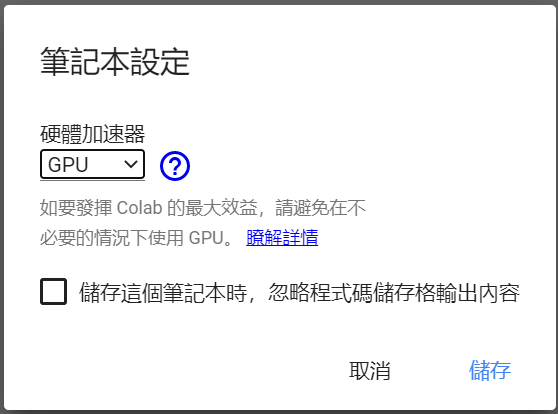 筆記本設定
硬體加速器
GPU
?
如要發揮 Colab 的最大效益，請避免在不
必要的情況下使用 GPU。 瞭解詳情
儲存這個筆記本時，忽略程式碼儲存格輸出內容
取消 儲存